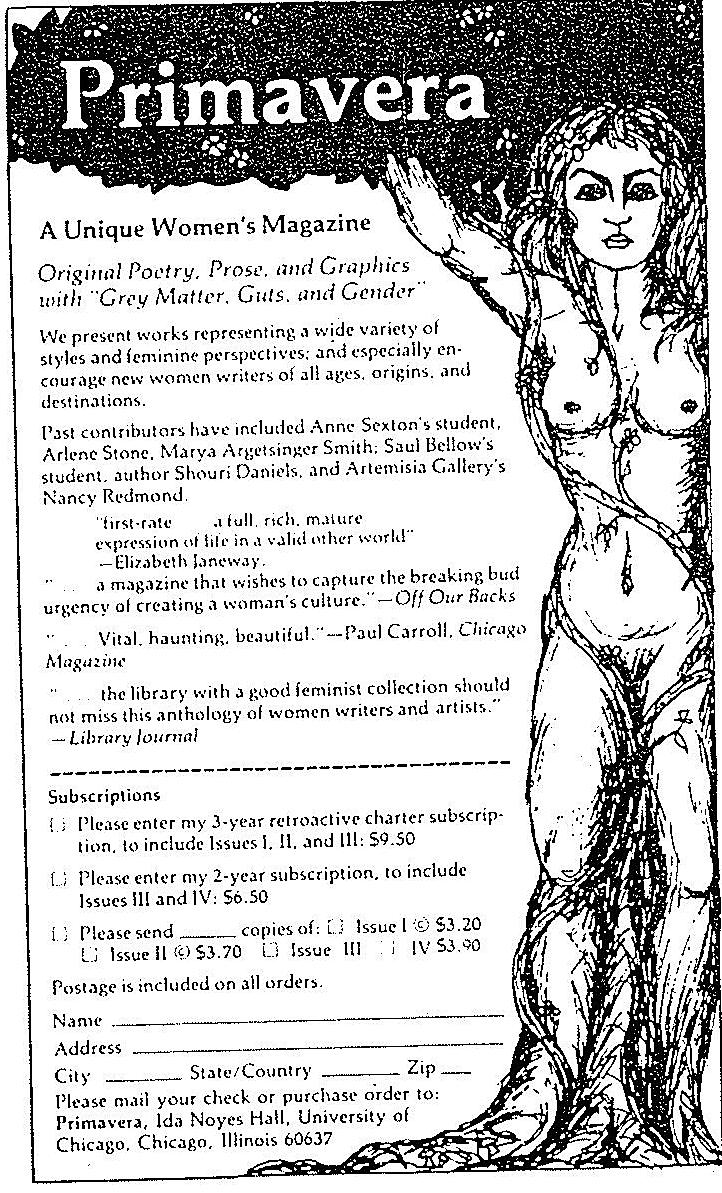 Primavera
A Unique Women's Magazine
Original Poetry, Prose, and Graphics
with "Grey Matter, Guts, and Gender"
We present works representing a wide variety of
styles and feminine perspectives; and especially en-
courage new women writers of all ages, origins, and
destinations.
Past contributors have included Anne Sexton's student,
Arlene Stone, Marya Argetsinger Smith; Saul Bellow's
student, author Shouri Daniels, and Artemisia Gallery's
Nancy Redmond.
"first-rate a full, rich, mature
expression of life in a valid other world"
—Elizabeth Janeway.
" . . a magazine that wishes to capture the breaking bud
urgency of creating a woman's culture."—Off Our Backs
" . . . Vital, haunting, beautiful."—Paul Carroll, Chicago
Magazine
" . . . the library with a good feminist collection should
not miss this anthology of women writers and artists."
—Library Journal
Subscriptions
[ ] Please enter my 3-year retroactive charter subscrip-
tion, to include Issues I, II, and III: $9.50
[ ] Please enter my 2-year subscription, to include
Issues III and IV: $6.50
[ ] Please send ______ copies of: [ ] Issue I @ $3.20
[ ] Issue II @ $3.70 [ ] Issue III [ ] IV $3.90
Postage is included on all orders.
Name
Address
City ________ State/Country ________ Zip ___
Please mail your check or purchase order to:
Primavera, Ida Noyes Hall, University of
Chicago, Chicago, Illinois 60637